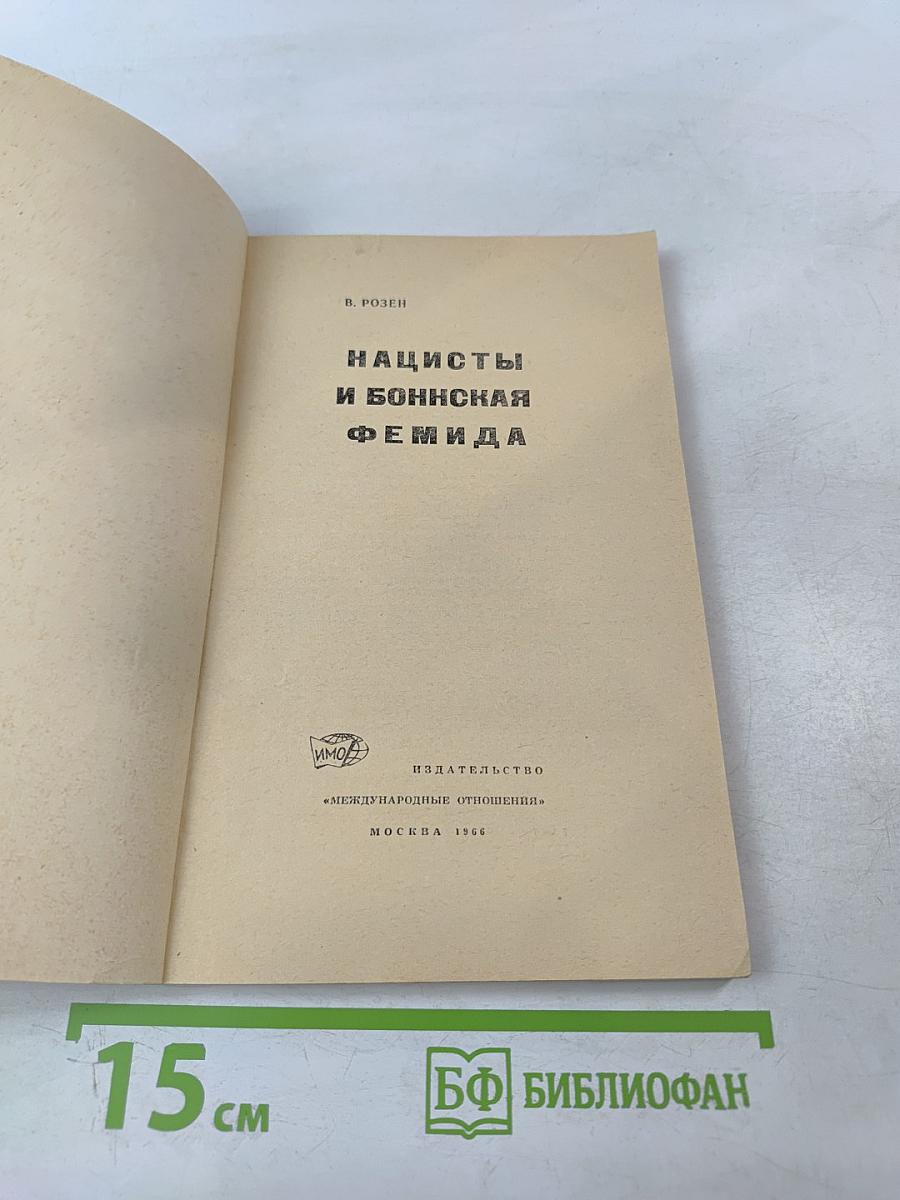 В. РОЗЕН
НАЦИСТЫ
И БОННСКАЯ
ФЕМИДА
ИМО
ИЗДАТЕЛЬСТВО
«МЕЖДУНАРОДНЫЕ ОТНОШЕНИЯ»
МОСКВА 1966
15 см
БФ БИБЛИОФАН